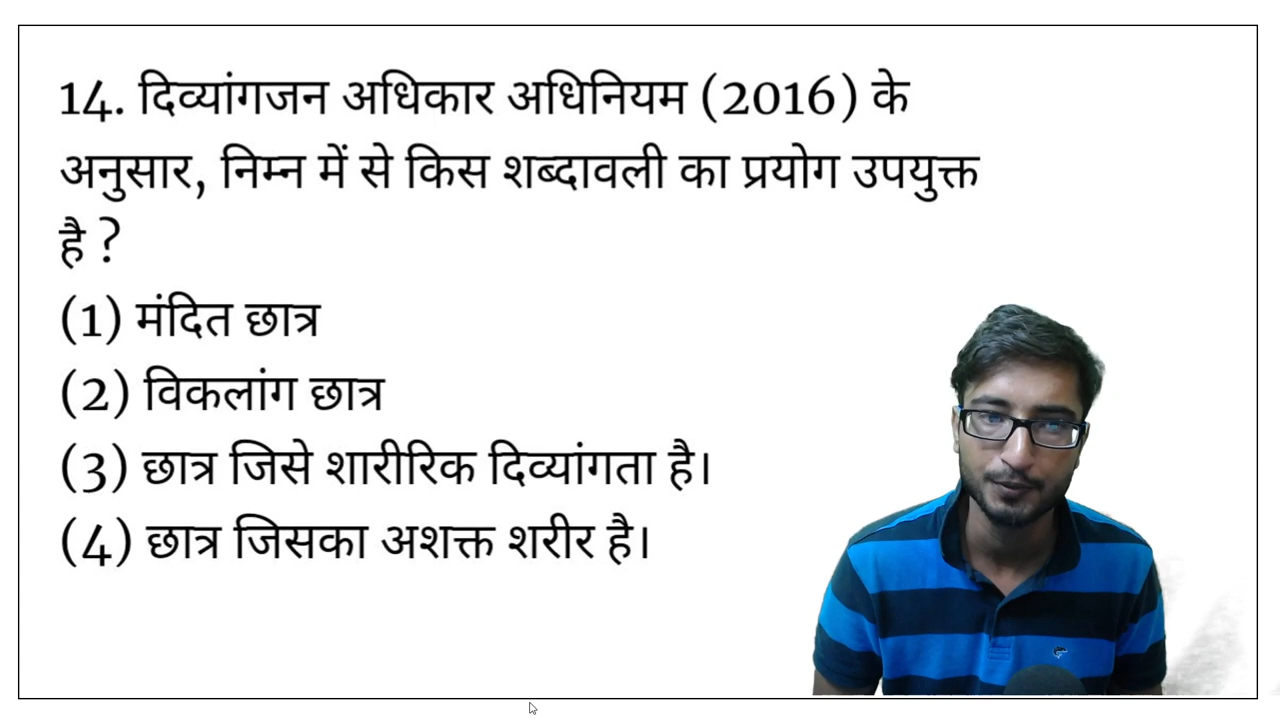 14. दिव्यांगजन अधिकार अधिनियम (2016) के
अनुसार, निम्न में से किस शब्दावली का प्रयोग उपयुक्त
है ?
(1) मंदित छात्र
(2) विकलांग छात्र
(3) छात्र जिसे शारीरिक दिव्यांगता है।
(4) छात्र जिसका अशक्त शरीर है।